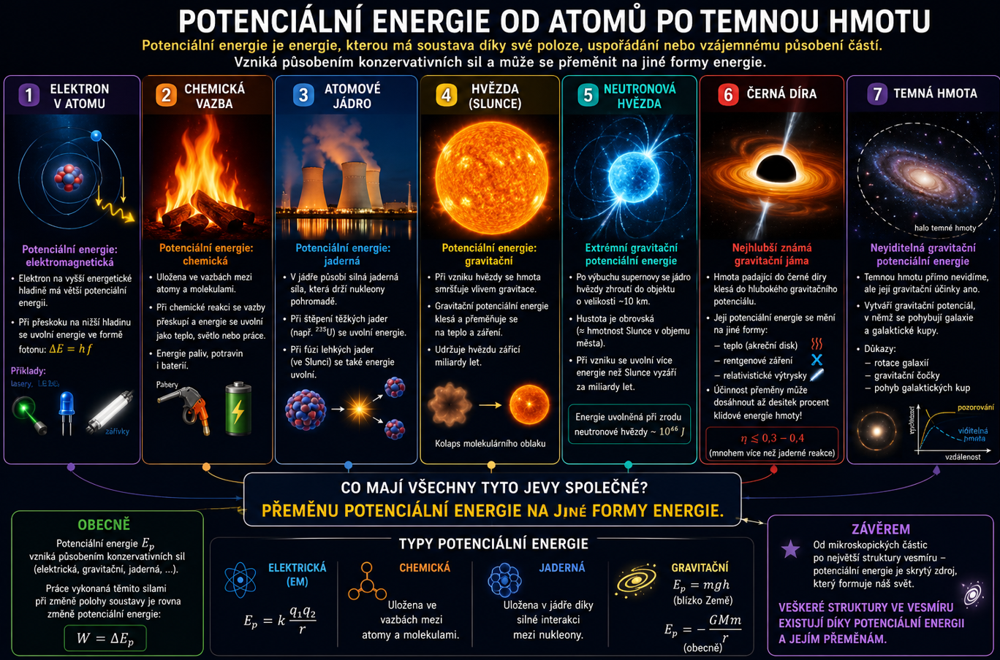 POTENCIÁLNÍ ENERGIE OD ATOMŮ PO TEMNOU HMOTU
Potenciální energie je energie, kterou má soustava díky své poloze, uspořádání nebo vzájemnému působení částí.
Vzniká působením konzervativních sil a může se přeměnit na jiné formy energie.
1 ELEKTRON
V ATOMU
Potenciální energie:
elektromagnetická
• Elektron na vyšší energetické
hladině má větší potenciální
energii.
• Při přeskoku na nižší hladinu
se uvolní energie ve formě
fotonu: ΔE = hf
Příklady:
lasery, LED,
zářivky
2 CHEMICKÁ
VAZBA
Potenciální energie:
chemická
• Uložena ve vazbách mezi
atomy a molekulami.
• Při chemické reakci se vazby
přeskupí a energie se uvolní
jako teplo, světlo nebo práce.
• Energie paliv, potravin
i baterií.
Pabery
3 ATOMOVÉ
JÁDRO
Potenciální energie:
jaderná
• V jádře působí silná jaderná
síla, která drží nukleony
pohromadě.
• Při štěpení těžkých jader
(např. ²³⁵U) se uvolní energie.
• Při fúzi lehkých jader
(ve Slunci) se také energie
uvolní.
4 HVĚZDA
(SLUNCE)
Potenciální energie:
gravitační
• Při vzniku hvězdy se hmota
smršťuje vlivem gravitace.
• Gravitační potenciální energie
klesá a přeměňuje se
na teplo a záření.
• Udržuje hvězdu zářící
miliardy let.
Kolaps molekulárního oblaku
5 NEUTRONOVÁ
HVĚZDA
Extrémní gravitační
potenciální energie
• Po výbuchu supernovy se jádro
hvězdy zhroutí do objektu
o velikosti ~10 km.
• Hustota je obrovská
(≈ hmotnost Slunce v objemu
města).
• Při vzniku se uvolní více
energie než Slunce vyzáří
za miliardy let.
Energie uvolněná při zrodu
neutronové hvězdy ~ 10⁴⁶ J
6 ČERNÁ DÍRA
Nejhlubší známá
gravitační jáma
• Hmota padající do černé díry
klesá do hlubokého gravitačního
potenciálu.
• Její potenciální energie se mění
na jiné formy:
– teplo (akreční disk)
– rentgenové záření
– relativistické výtrysky
• Účinnost přeměny může
dosáhnout až desitek procent
klidové energie hmoty!
η ≤ 0,3 – 0,4
(mnohem více než jaderné reakce)
7 TEMNÁ HMOTA
halo temné hmoty
Neyiditelná gravitační
potenciální energie
• Temnou hmotu přímo nevidíme,
ale její gravitační účinky ano.
• Vytváří gravitační potenciál,
v němž se pohybují galaxie
a galaktické kupy.
• Důkazy:
– rotace galaxií
– gravitační čočky
– pohyb galaktických kup
pozorování
hmota
vzdálenost
CO MAJÍ VŠECHNY TYTO JEVY SPOLEČNÉ?
PŘEMĚNU POTENCIÁLNÍ ENERGIE NA JINÉ FORMY ENERGIE.
OBECNĚ
Potenciální energie Eₚ
vzniká působením konzervativních sil
(elektrická, gravitační, jaderná, ...).
Práce vykonaná těmito silami
při změně polohy soustavy je rovna
změně potenciální energie:
W = ΔEₚ
TYPY POTENCIÁLNÍ ENERGIE
ELEKTRICKÁ
(EM)
Eₚ = k q₁q₂ / r
CHEMICKÁ
Uložena ve
vazbách mezi
atomy a molekulami.
JADERNÁ
Uložena v jádře díky
silné interakci
mezi nukleony.
GRAVITAČNÍ
Eₚ = mgh
(blízko Země)
Eₚ = − GMm / r
(obecně)
ZÁVĚREM
Od mikroskopických částic
po největší struktury vesmíru –
potenciální energie je skrytý zdroj,
který formuje náš svět.
VEŠKERÉ STRUKTURY VE VESMÍRU
EXISTUJÍ DÍKY POTENCIÁLNÍ ENERGII
A JEJÍM PŘEMĚNÁM.